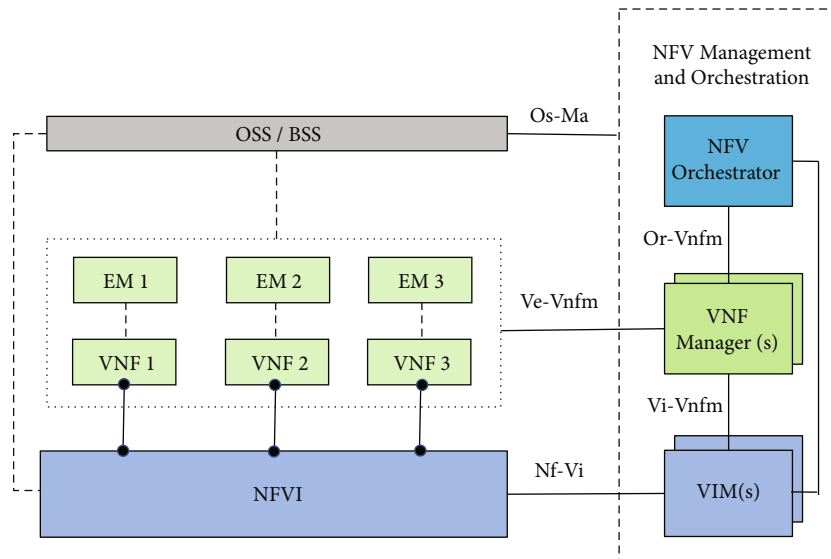 NFV Management
and Orchestration
Os-Ma
OSS / BSS
NFV
Orchestrator
Or-Vnfm
EM 1
EM 2
EM 3
Ve-Vnfm
VNF
Manager (s)
VNF 1
VNF 2
VNF 3
Vi-Vnfm
Nf-Vi
NFVI
VIM(s)